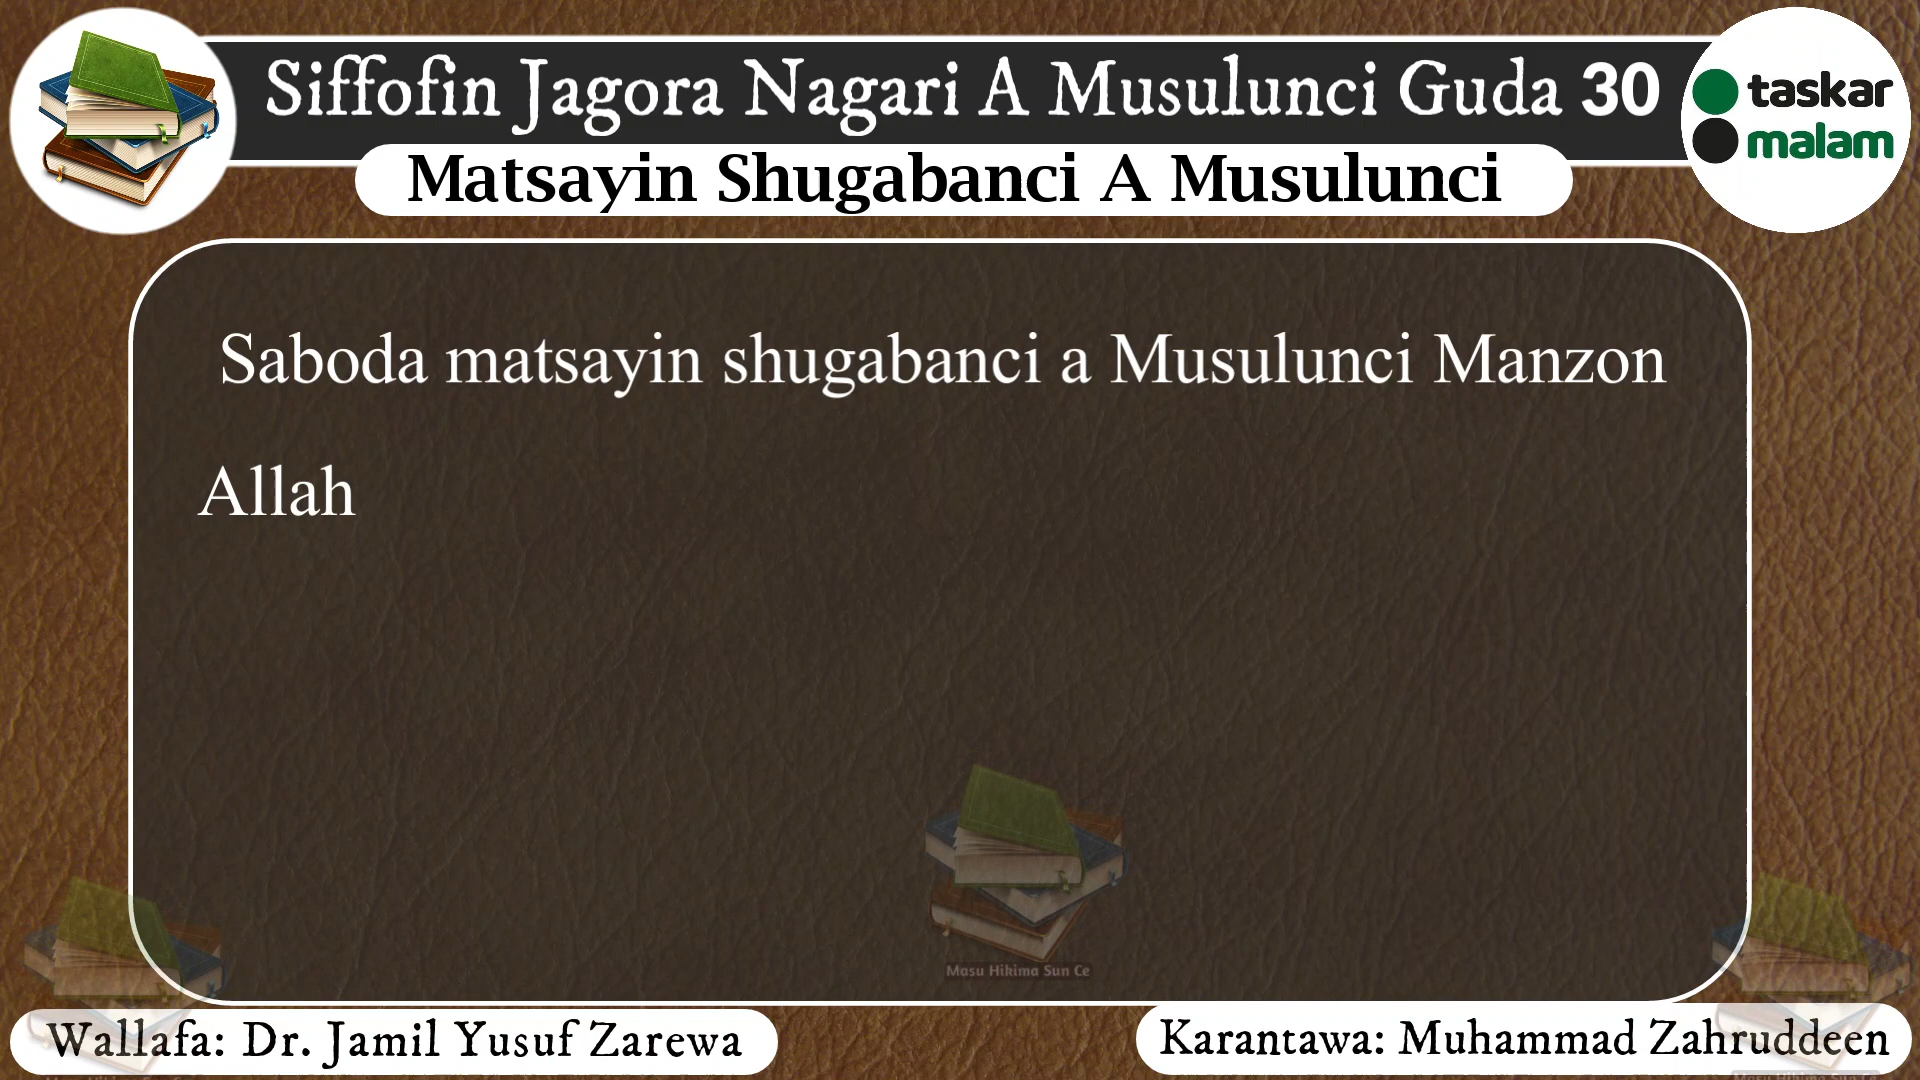 Siffofin Jagora Nagari A Musulunci Guda 30
taskar
malam
Matsayin Shugabanci A Musulunci
Saboda matsayin shugabanci a Musulunci Manzon
Allah
Masu Hikima Sun Ce
Wallafa: Dr. Jamil Yusuf Zarewa
Karantawa: Muhammad Zahruddeen